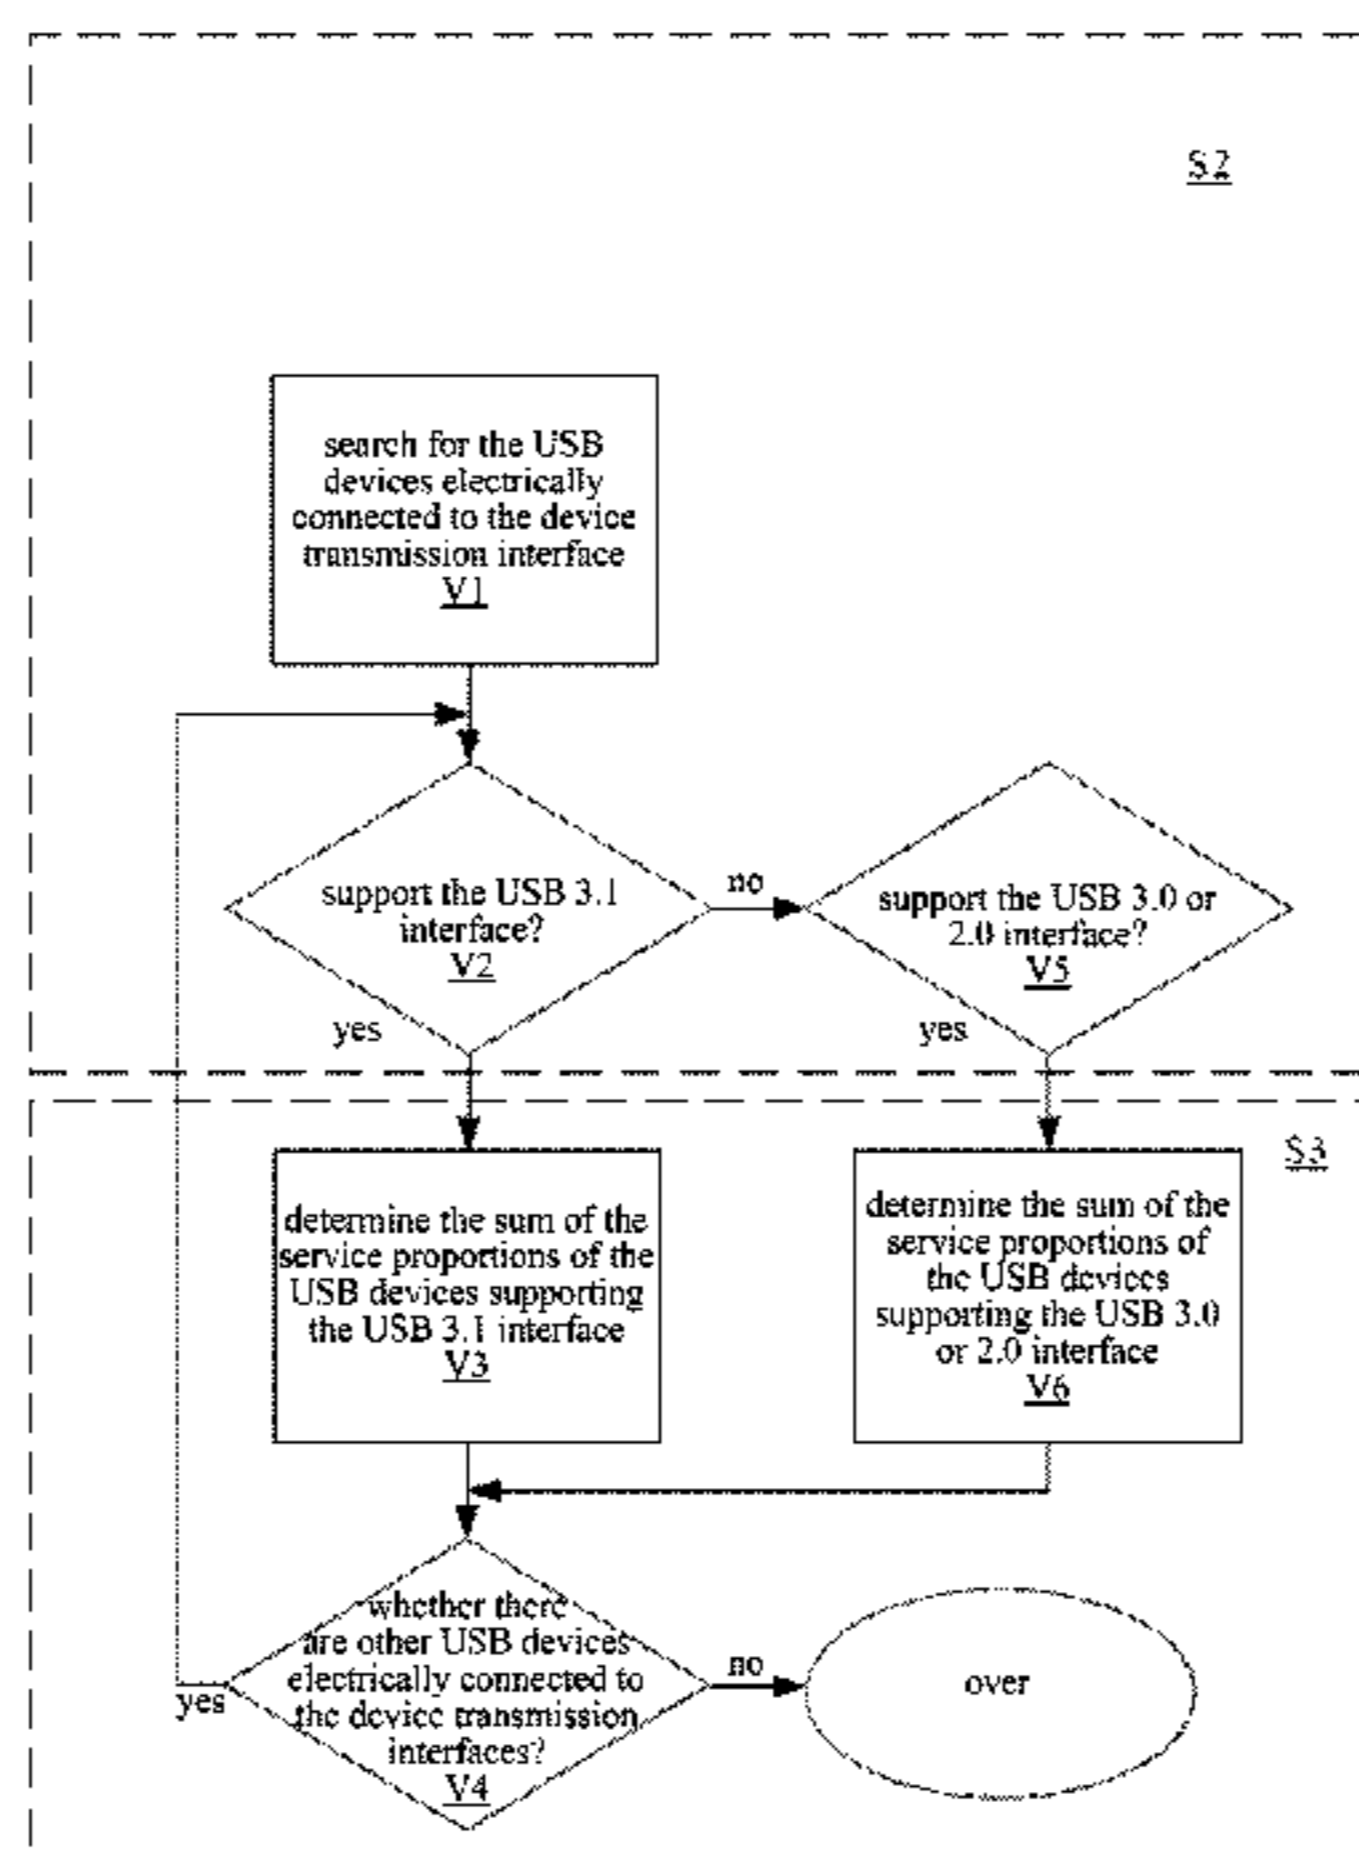 S2
search for the USB
devices electrically
connected to the device
transmission interface
V1
support the USB 3.1
interface?
V2
no
support the USB 3.0 or
2.0 interface?
V5
yes
yes
S3
determine the sum of the
service proportions of the
USB devices supporting
the USB 3.1 interface
V3
determine the sum of the
service proportions of
the USB devices
supporting the USB 3.0
or 2.0 interface
V6
whether there
are other USB devices
electrically connected to
the device transmission
interfaces?
V4
yes
no
over